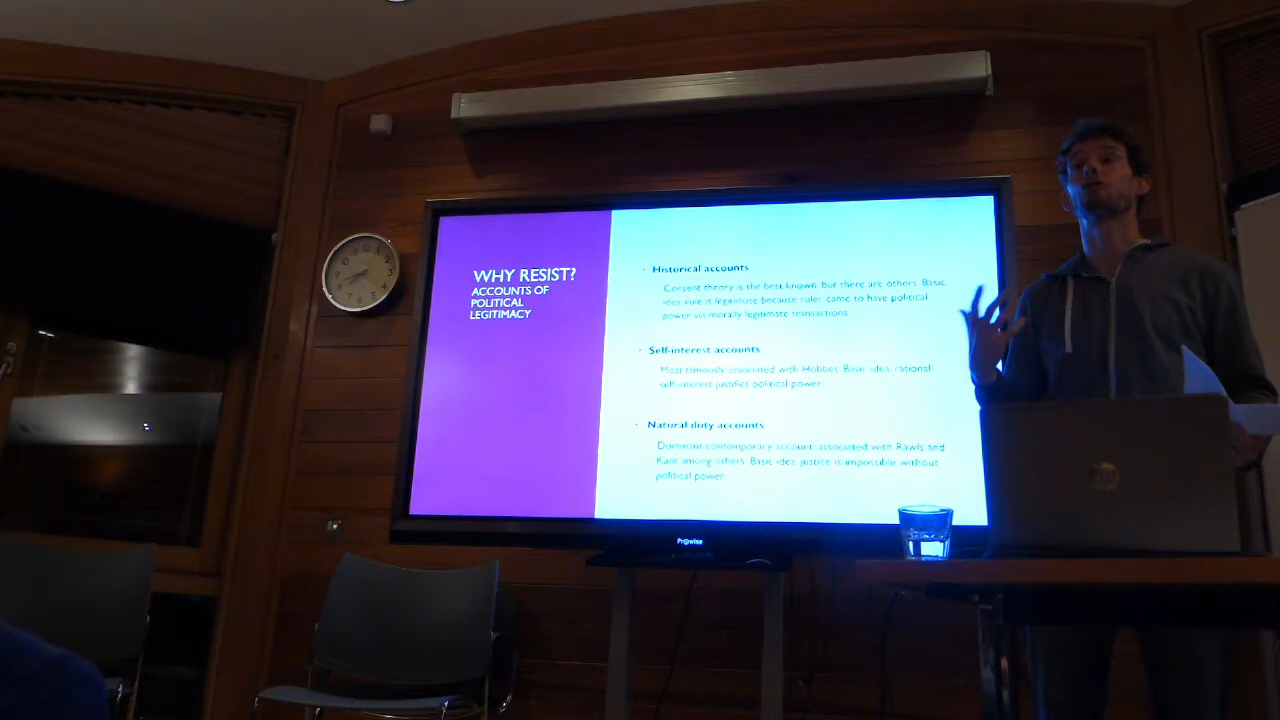 WHY RESIST?
ACCOUNTS OF
POLITICAL
LEGITIMACY
Historical accounts
Consent theory is the best known, but there are others. Basic
idea: rule is legitimate because ruler came to have political
power via morally legitimate transactions.
Self-interest accounts
Most famously associated with Hobbes. Basic idea: rational
self-interest justifies political power.
Natural duty accounts
Dominant contemporary account, associated with Rawls and
Kant among others. Basic idea: justice is impossible without
political power.
Prowise
hp